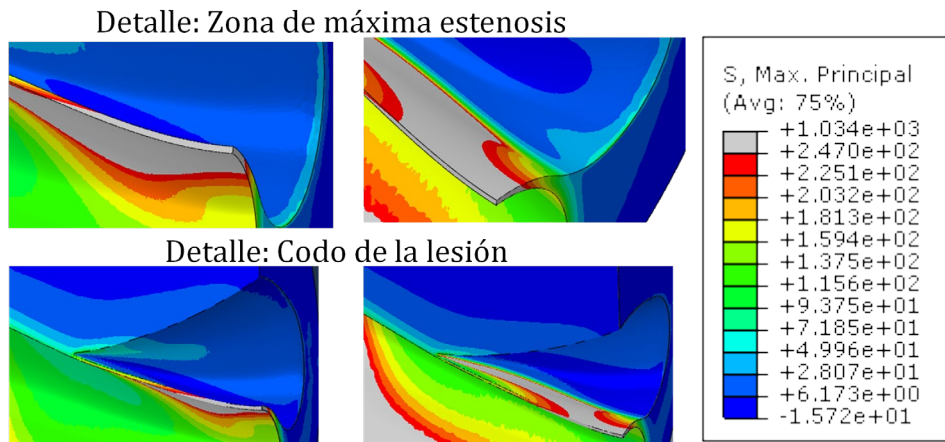 Detalle: Zona de máxima estenosis
Detalle: Codo de la lesión
S, Max. Principal
(Avg: 75%)
+1.034e+03
+2.470e+02
+2.251e+02
+2.032e+02
+1.813e+02
+1.594e+02
+1.375e+02
+1.156e+02
+9.375e+01
+7.185e+01
+4.996e+01
+2.807e+01
+6.173e+00
-1.572e+01